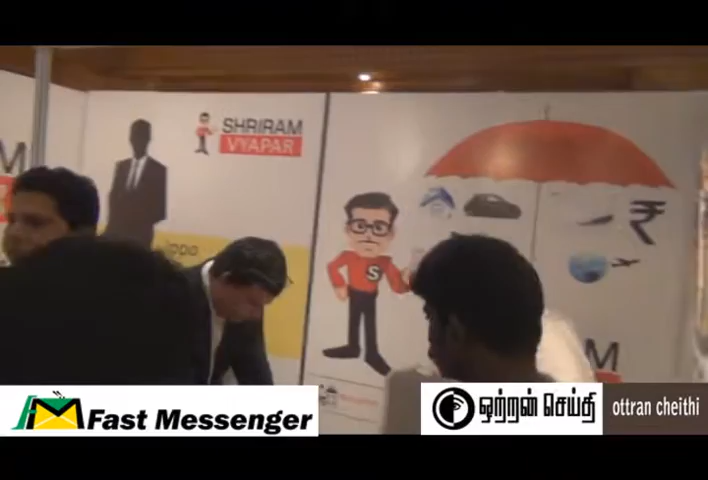 SHRIRAM
VYAPAR
S
₹
Fast Messenger
ஒற்றன் செய்தி
ottran cheithi